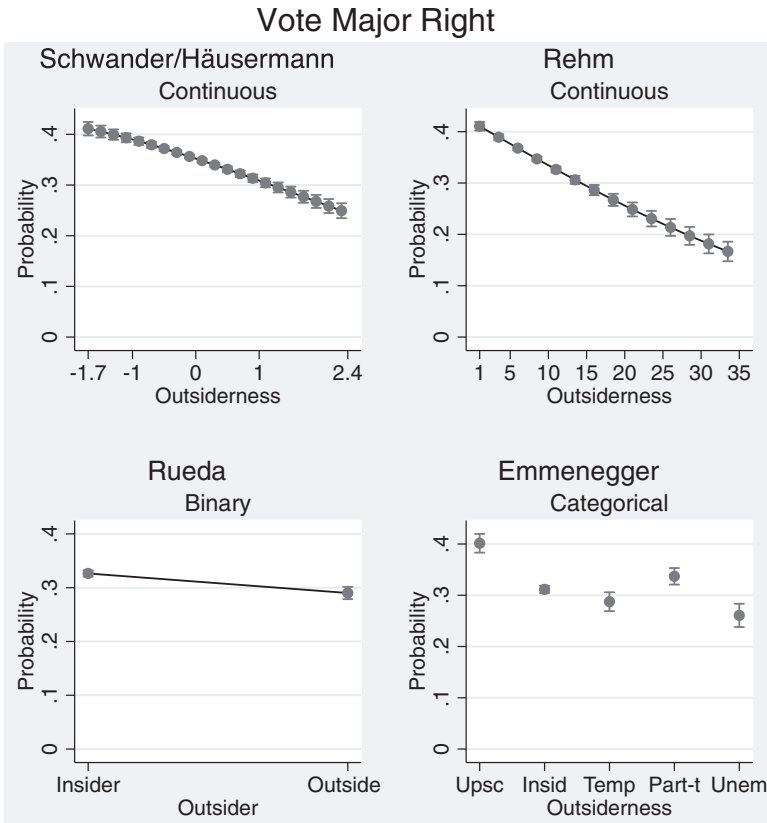 Vote Major Right
Schwander/Häusermann
Continuous
Probability
.4
.3
.2
.1
0
-1.7 -1 0 1 2.4
Outsiderness
Rehm
Continuous
Probability
.4
.3
.2
.1
0
1 5 10 15 20 25 30 35
Outsiderness
Rueda
Binary
Probability
.4
.3
.2
.1
0
Insider Outside
Outsider
Emmenegger
Categorical
Probability
.4
.3
.2
.1
0
Upsc Insid Temp Part-t Unem
Outsiderness